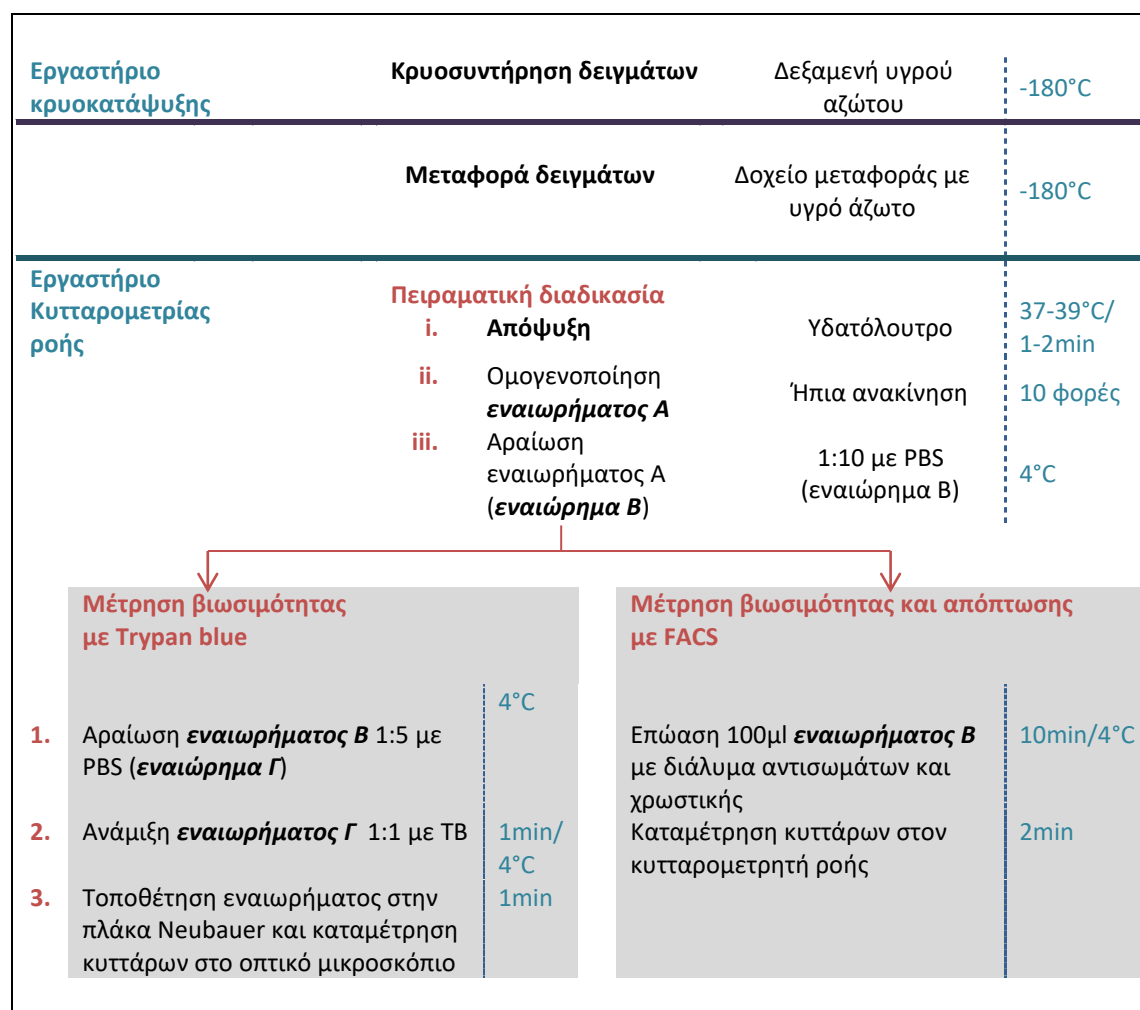 Εργαστήριο
κρυοκατάψυξης
Κρυοσυντήρηση δειγμάτων
Δεξαμενή υγρού
αζώτου
-180°C
Μεταφορά δειγμάτων
Δοχείο μεταφοράς με
υγρό άζωτο
-180°C
Εργαστήριο
Κυτταρομετρίας
ροής
Πειραματική διαδικασία
i. Απόψυξη
Υδατόλουτρο
37-39°C/
1-2min
ii. Ομογενοποίηση
εναιωρήματος Α
Ήπια ανακίνηση
10 φορές
iii. Αραίωση
εναιωρήματος Α
(εναιώρημα Β)
1:10 με PBS
(εναιώρημα Β)
4°C
Μέτρηση βιωσιμότητας
με Trypan blue
4°C
1. Αραίωση εναιωρήματος Β 1:5 με
PBS (εναιώρημα Γ)
2. Ανάμιξη εναιωρήματος Γ 1:1 με TB
1min/
4°C
3. Τοποθέτηση εναιωρήματος στην
πλάκα Neubauer και καταμέτρηση
κυττάρων στο οπτικό μικροσκόπιο
1min
Μέτρηση βιωσιμότητας και απόπτωσης
με FACS
Επώαση 100μl εναιωρήματος Β
με διάλυμα αντισωμάτων και
χρωστικής
10min/4°C
Καταμέτρηση κυττάρων στον
κυτταρομετρητή ροής
2min